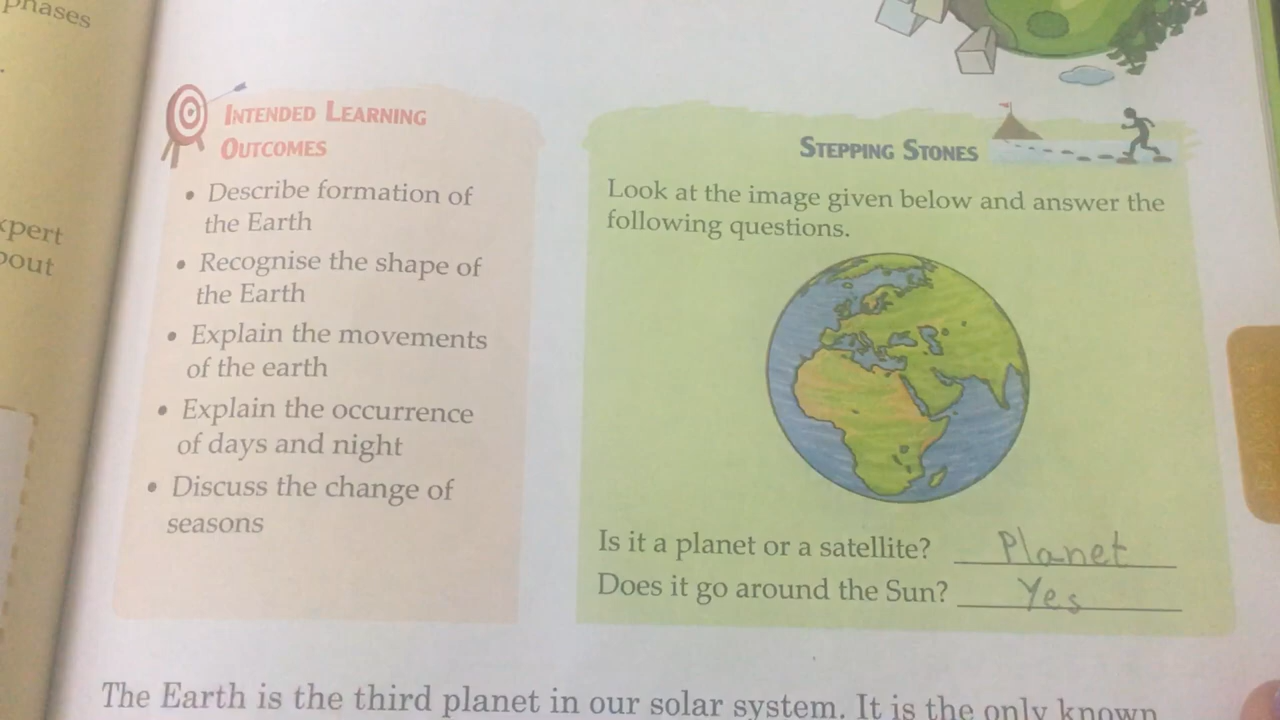 phases
INTENDED LEARNING
OUTCOMES
• Describe formation of
the Earth
• Recognise the shape of
the Earth
• Explain the movements
of the earth
• Explain the occurrence
of days and night
• Discuss the change of
seasons
STEPPING STONES
Look at the image given below and answer the
following questions.
Is it a planet or a satellite? Planet
Does it go around the Sun? Yes
The Earth is the third planet in our solar system. It is the only known